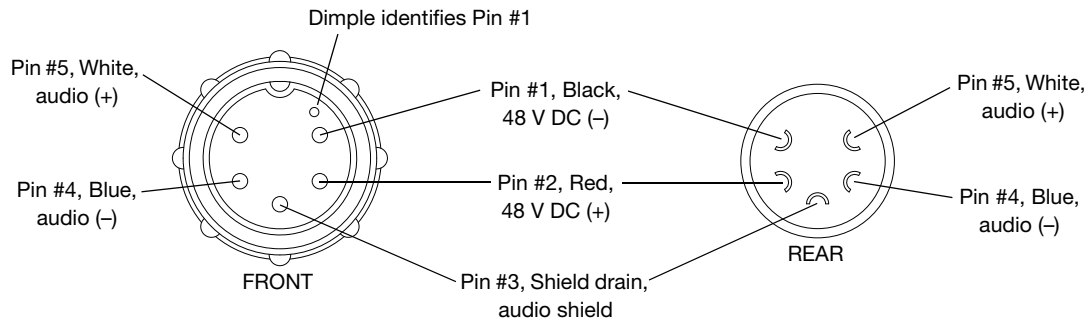 Dimple identifies Pin #1
Pin #5, White,
audio (+)
Pin #1, Black,
48 V DC (–)
Pin #5, White,
audio (+)
Pin #4, Blue,
audio (–)
Pin #2, Red,
48 V DC (+)
Pin #4, Blue,
audio (–)
FRONT
REAR
Pin #3, Shield drain,
audio shield